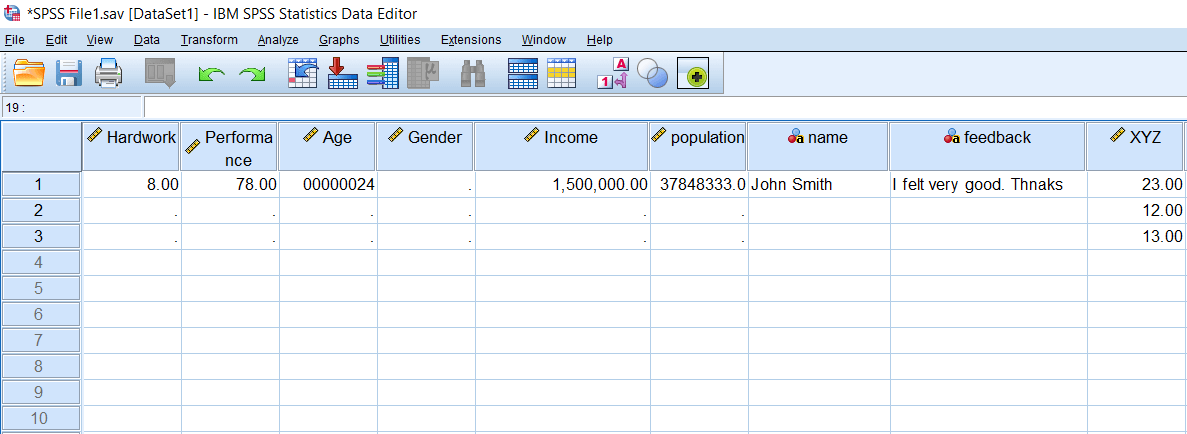 *SPSS File1.sav [DataSet1] - IBM SPSS Statistics Data Editor
File Edit View Data Transform Analyze Graphs Utilities Extensions Window Help
μ
A
1
19 :
Hardwork Performa Age Gender Income population a name a feedback XYZ
nce
1 8.00 78.00 00000024 . 1,500,000.00 37848333.0 John Smith I felt very good. Thnaks 23.00
2 . . . . . . 12.00
3 . . . . . . 13.00
4
5
6
7
8
9
10